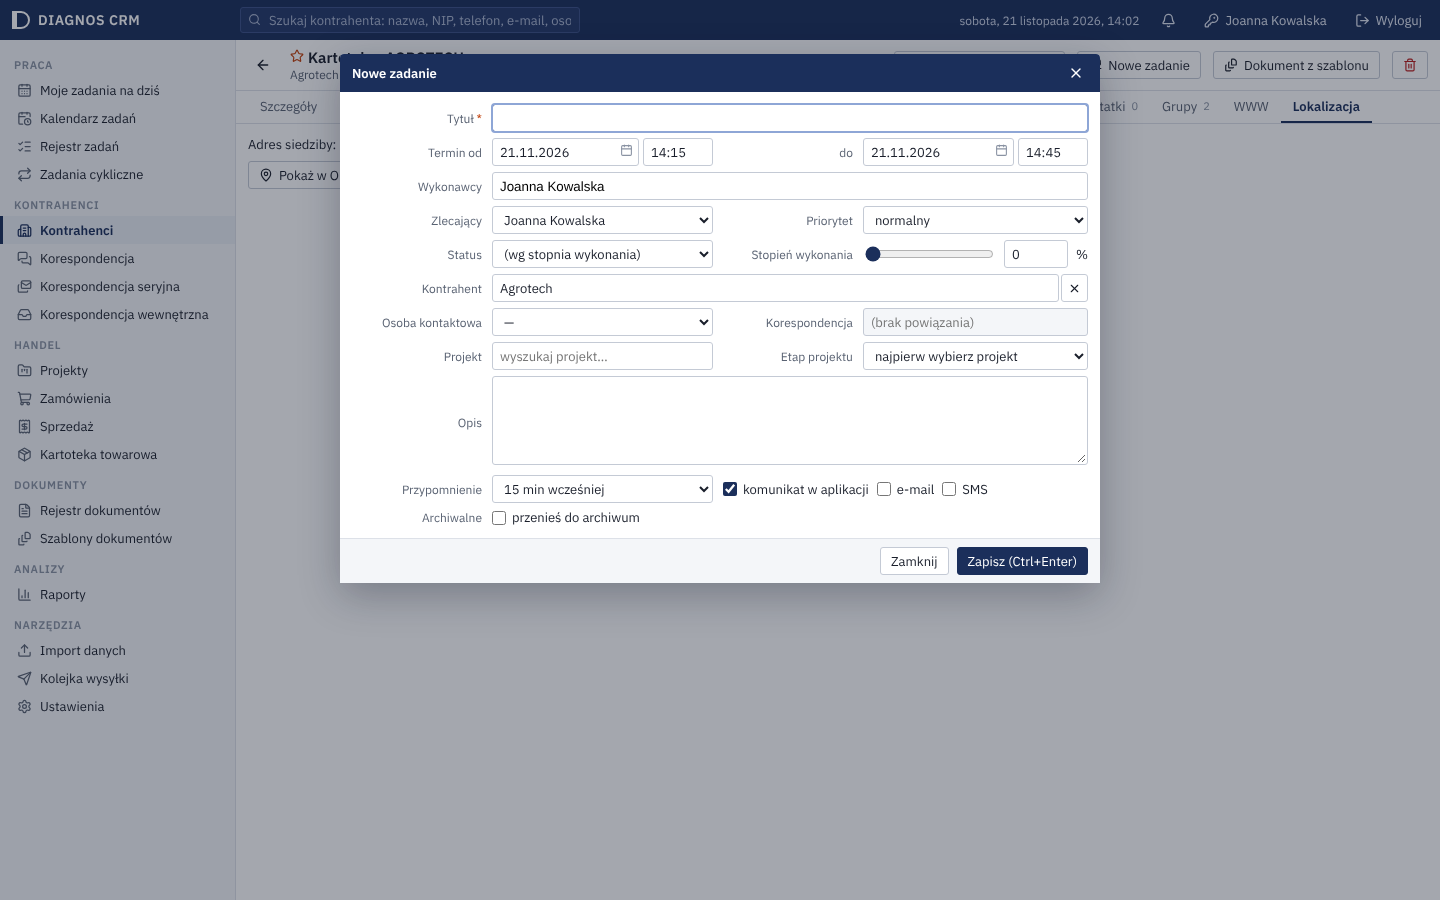 DIAGNOS CRM
Szukaj kontrahenta: nazwa, NIP, telefon, e-mail, oso
sobota, 21 listopada 2026, 14:02
Joanna Kowalska
Wyloguj
PRACA
Moje zadania na dziś
Kalendarz zadań
Rejestr zadań
Zadania cykliczne
KONTRAHENCI
Kontrahenci
Korespondencja
Korespondencja seryjna
Korespondencja wewnętrzna
HANDEL
Projekty
Zamówienia
Sprzedaż
Kartoteka towarowa
DOKUMENTY
Rejestr dokumentów
Szablony dokumentów
ANALIZY
Raporty
NARZĘDZIA
Import danych
Kolejka wysyłki
Ustawienia
Agrotech
Nowe zadanie
Dokument z szablonu
Szczegóły
tatki 0
Grupy 2
WWW
Lokalizacja
Adres siedziby:
Pokaż w O
Nowe zadanie
Tytuł *
Termin od 21.11.2026 14:15 do 21.11.2026 14:45
Wykonawcy Joanna Kowalska
Zlecający Joanna Kowalska Priorytet normalny
Status (wg stopnia wykonania) Stopień wykonania 0 %
Kontrahent Agrotech
Osoba kontaktowa — Korespondencja (brak powiązania)
Projekt wyszukaj projekt... Etap projektu najpierw wybierz projekt
Opis
Przypomnienie 15 min wcześniej komunikat w aplikacji e-mail SMS
Archiwalne przenieś do archiwum
Zamknij Zapisz (Ctrl+Enter)